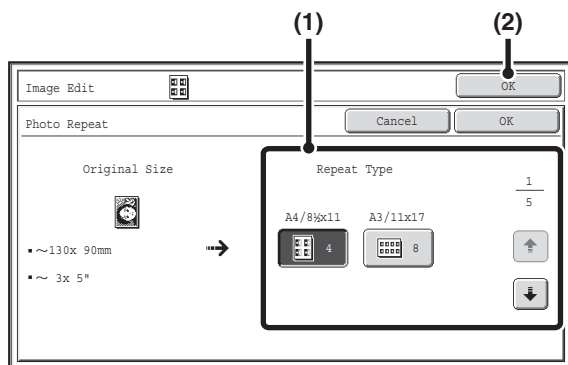 (1) (2)
Image Edit OK
Photo Repeat Cancel OK
Original Size Repeat Type
1
5
A4/8½x11 A3/11x17
4 8
▪～130x 90mm
▪～ 3x 5"